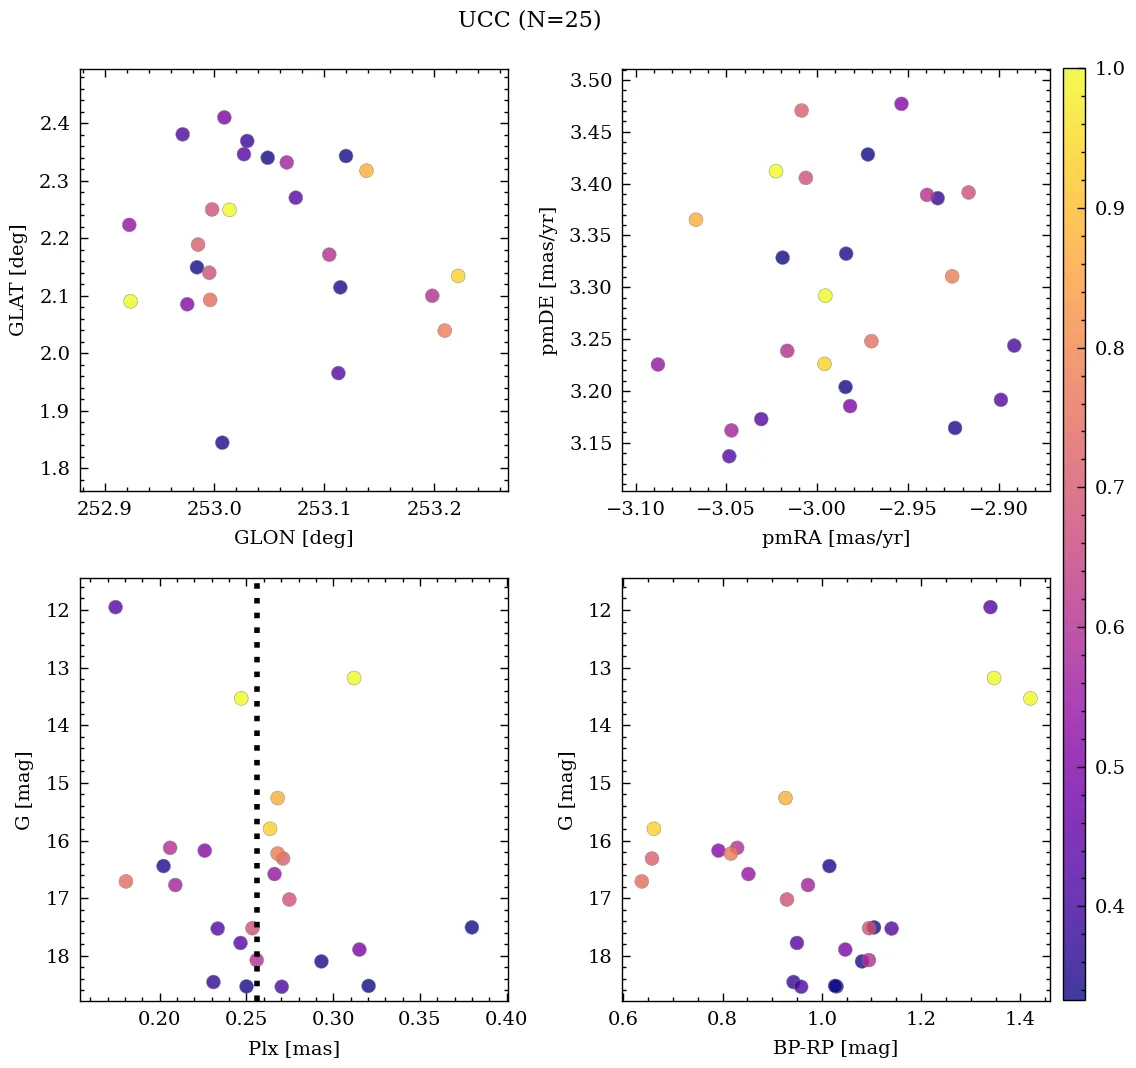 UCC (N=25)
2.4
2.3
2.2
2.1
2.0
1.9
1.8
GLAT [deg]
252.9 253.0 253.1 253.2
GLON [deg]
3.50
3.45
3.40
3.35
3.30
3.25
3.20
3.15
pmDE [mas/yr]
−3.10 −3.05 −3.00 −2.95 −2.90
pmRA [mas/yr]
12
13
14
15
16
17
18
G [mag]
0.20 0.25 0.30 0.35 0.40
Plx [mas]
12
13
14
15
16
17
18
G [mag]
0.6 0.8 1.0 1.2 1.4
BP-RP [mag]
1.0
0.9
0.8
0.7
0.6
0.5
0.4